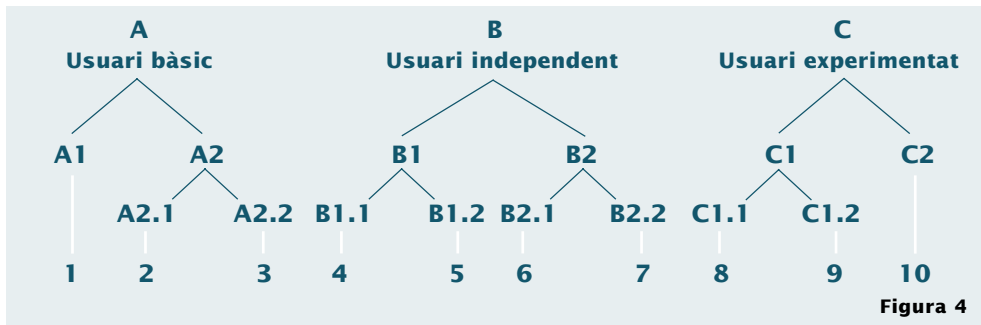 A B C
Usuari bàsic Usuari independent Usuari experimentat
A1 A2 B1 B2 C1 C2
A2.1 A2.2 B1.1 B1.2 B2.1 B2.2 C1.1 C1.2
1 2 3 4 5 6 7 8 9 10
Figura 4